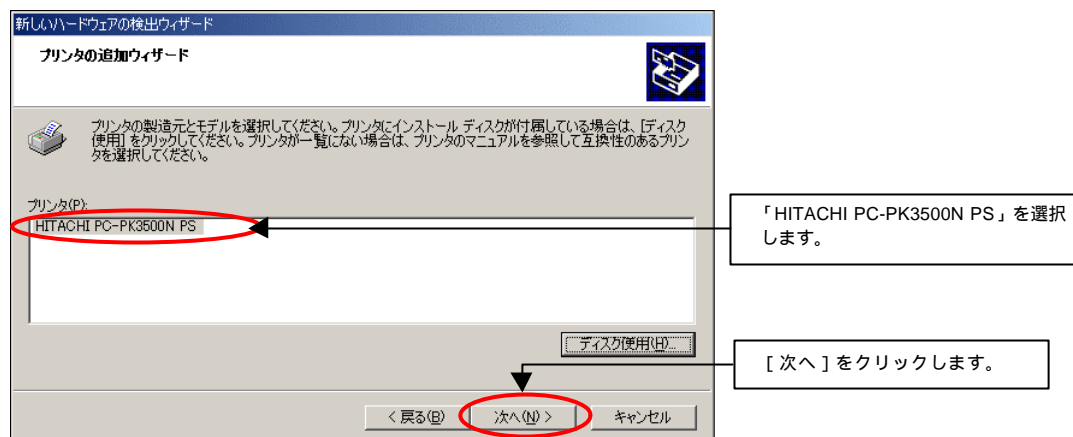 新しいハードウェアの検出ウィザード
プリンタの追加ウィザード
プリンタの製造元とモデルを選択してください。プリンタにインストール ディスクが付属している場合は、[ディスク
使用] をクリックしてください。プリンタが一覧にない場合は、プリンタのマニュアルを参照して互換性のあるプリン
タを選択してください。
プリンタ(P):
HITACHI PC-PK3500N PS
「HITACHI PC-PK3500N PS」を選択
します。
ディスク使用(H)...
[ 次へ ] をクリックします。
< 戻る(B)
次へ(N) >
キャンセル